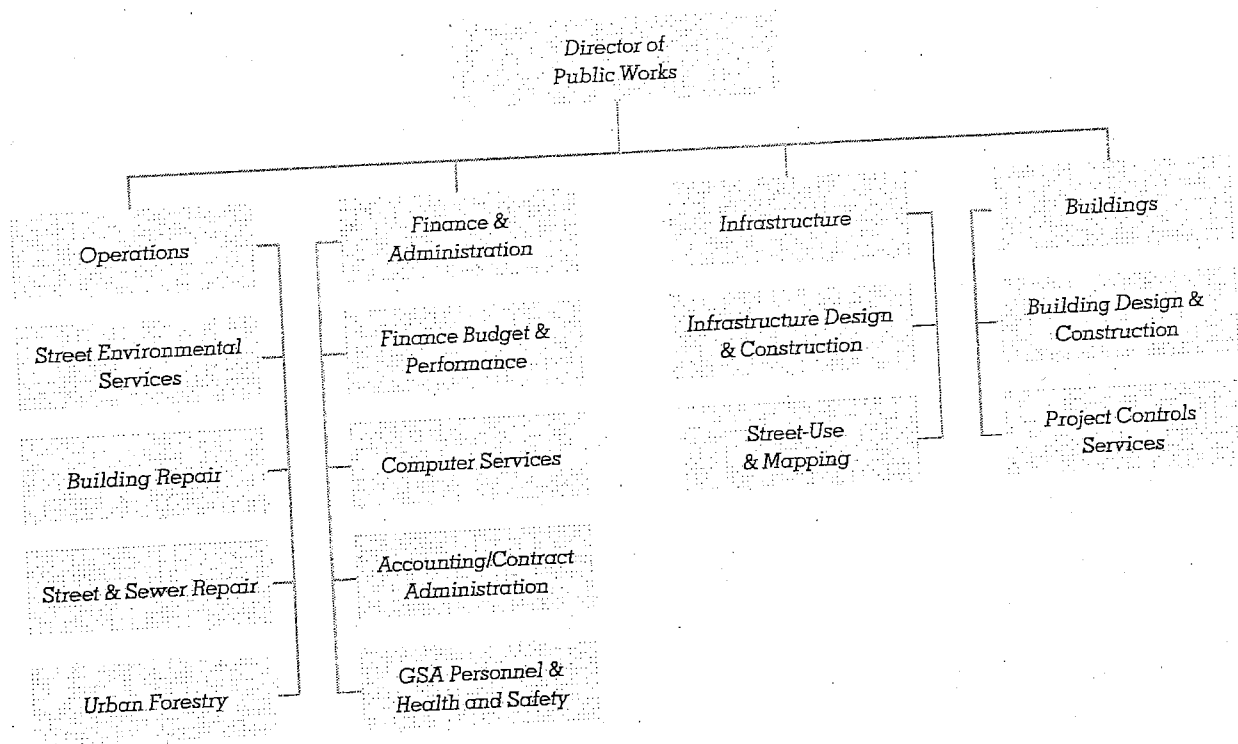 Director of
Public Works
Operations
Street Environmental
Services
Building Repair
Street & Sewer Repair
Urban Forestry
Finance &
Administration
Finance Budget &
Performance
Computer Services
Accounting/Contract
Administration
GSA Personnel &
Health and Safety
Infrastructure
Infrastructure Design
& Construction
Street-Use
& Mapping
Buildings
Building Design &
Construction
Project Controls
Services